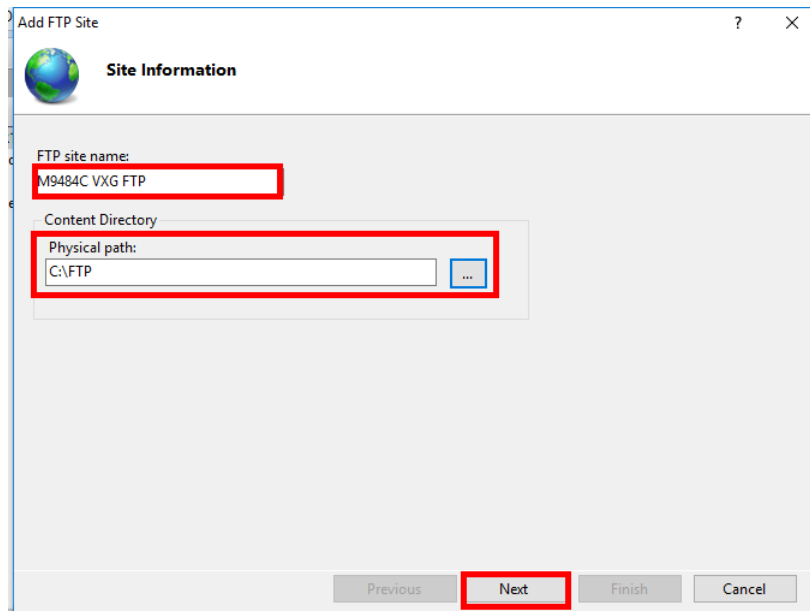 Add FTP Site
?
Site Information
FTP site name:
M9484C VXG FTP
Content Directory
Physical path:
C:\FTP
...
Previous
Next
Finish
Cancel